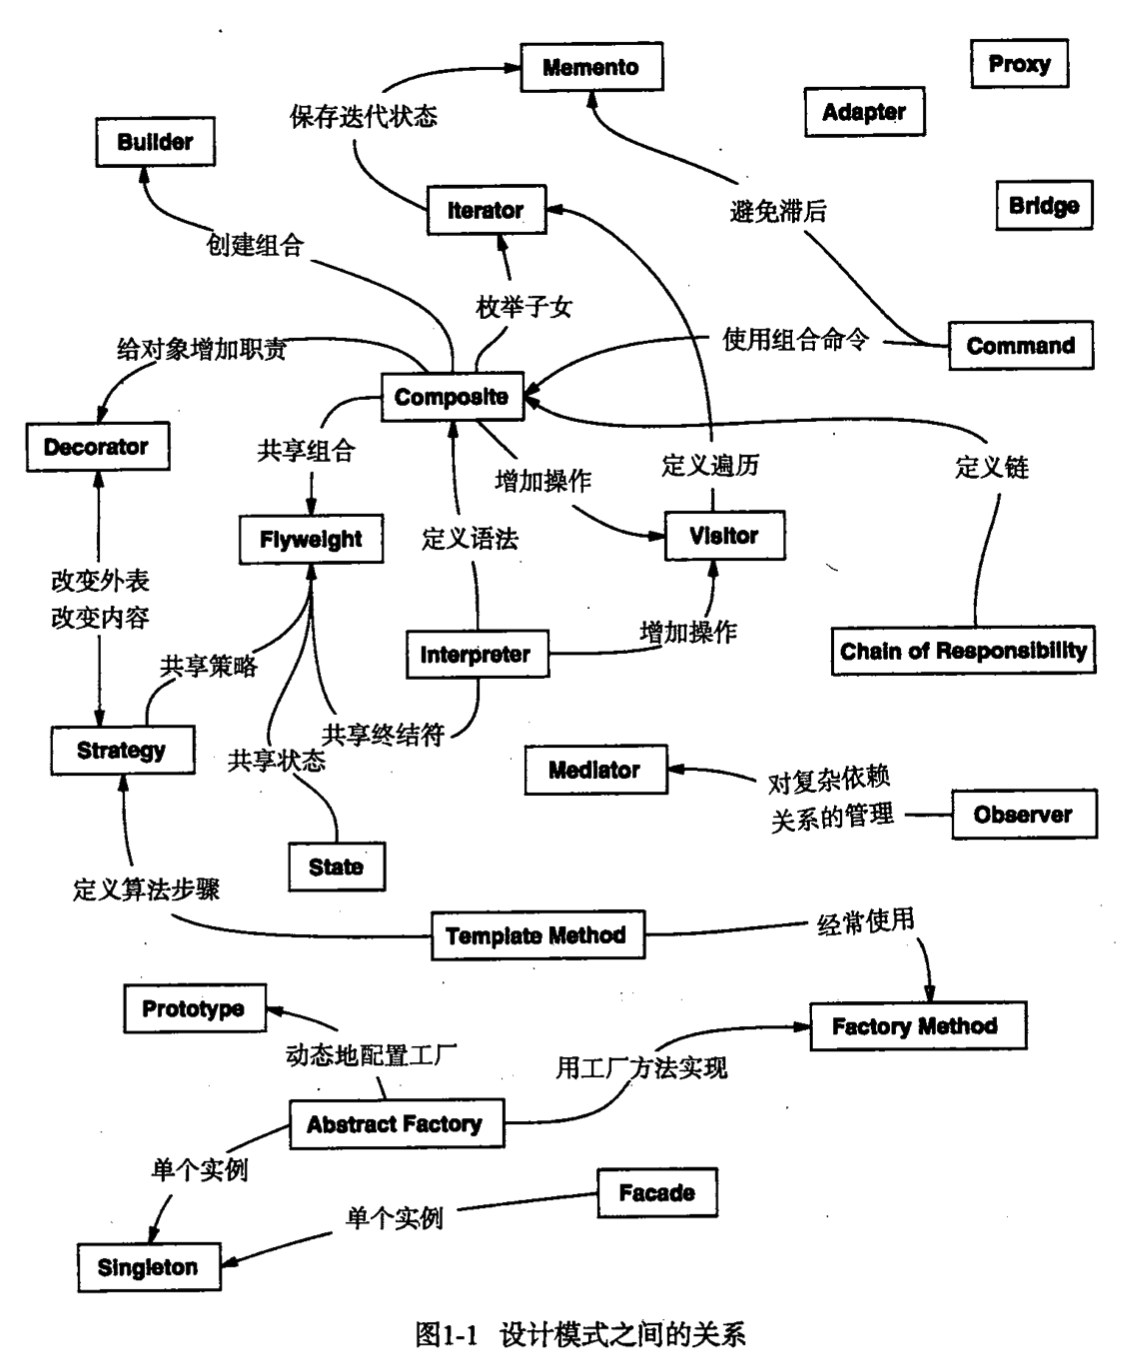 Memento
Proxy
Adapter
保存迭代状态
Builder
Iterator
避免滞后
Bridge
创建组合
枚举子女
给对象增加职责
使用组合命令
Command
Composite
Decorator
共享组合
增加操作
定义遍历
定义链
Flyweight
定义语法
Visitor
改变外表
改变内容
增加操作
Interpreter
Chain of Responsibility
共享策略
共享终结符
Strategy
共享状态
Mediator
对复杂依赖
关系的管理
Observer
State
定义算法步骤
Template Method
经常使用
Prototype
Factory Method
动态地配置工厂
用工厂方法实现
Abstract Factory
单个实例
Facade
单个实例
Singleton
图1-1 设计模式之间的关系